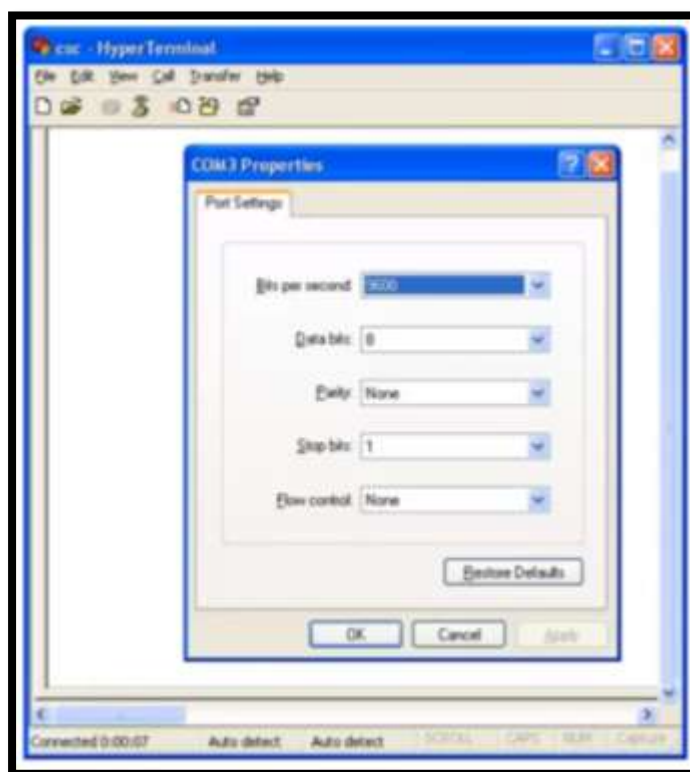 csc - HyperTerminal
File Edit View Call Transfer Help
COM3 Properties
Port Settings
Bits per second: 9600
Data bits: 8
Parity: None
Stop bits: 1
Flow control: None
Restore Defaults
OK Cancel Apply
Connected 0:00:07 Auto detect Auto detect SCROLL CAPS NUM Capture